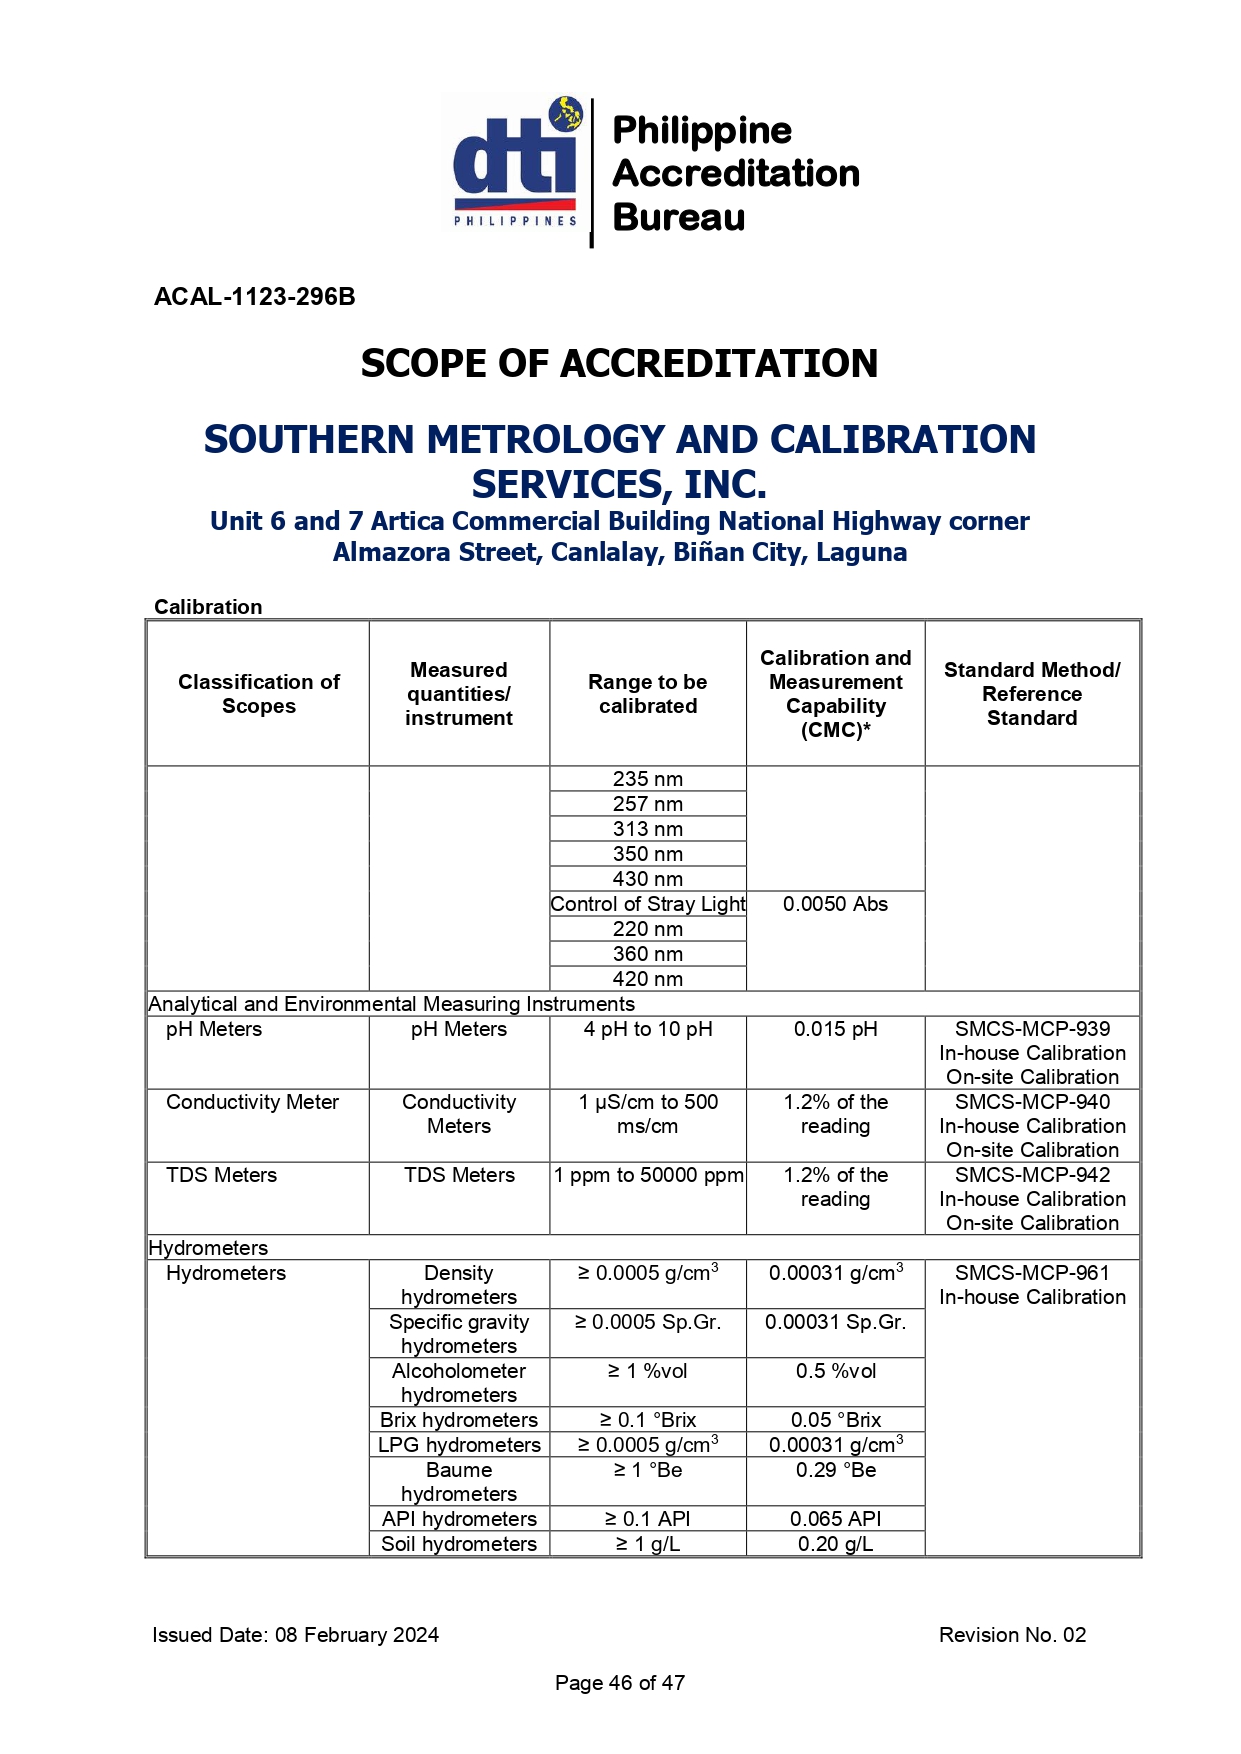 dti
PHILIPPINES
Philippine
Accreditation
Bureau
ACAL-1123-296B
SCOPE OF ACCREDITATION
SOUTHERN METROLOGY AND CALIBRATION
SERVICES, INC.
Unit 6 and 7 Artica Commercial Building National Highway corner
Almazora Street, Canlalay, Biñan City, Laguna
Calibration
Classification of
Scopes
Measured
quantities/
instrument
Range to be
calibrated
Calibration and
Measurement
Capability
(CMC)*
Standard Method/
Reference
Standard
235 nm
257 nm
313 nm
350 nm
430 nm
Control of Stray Light 0.0050 Abs
220 nm
360 nm
420 nm
Analytical and Environmental Measuring Instruments
pH Meters pH Meters 4 pH to 10 pH 0.015 pH SMCS-MCP-939
In-house Calibration
On-site Calibration
Conductivity Meter Conductivity 1 µS/cm to 500 1.2% of the SMCS-MCP-940
Meters ms/cm reading In-house Calibration
On-site Calibration
TDS Meters TDS Meters 1 ppm to 50000 ppm 1.2% of the SMCS-MCP-942
reading In-house Calibration
On-site Calibration
Hydrometers
Hydrometers Density ≥ 0.0005 g/cm³ 0.00031 g/cm³ SMCS-MCP-961
hydrometers In-house Calibration
Specific gravity ≥ 0.0005 Sp.Gr. 0.00031 Sp.Gr.
hydrometers
Alcoholometer ≥ 1 %vol 0.5 %vol
hydrometers
Brix hydrometers ≥ 0.1 °Brix 0.05 °Brix
LPG hydrometers ≥ 0.0005 g/cm³ 0.00031 g/cm³
Baume ≥ 1 °Be 0.29 °Be
hydrometers
API hydrometers ≥ 0.1 API 0.065 API
Soil hydrometers ≥ 1 g/L 0.20 g/L
Issued Date: 08 February 2024 Revision No. 02
Page 46 of 47